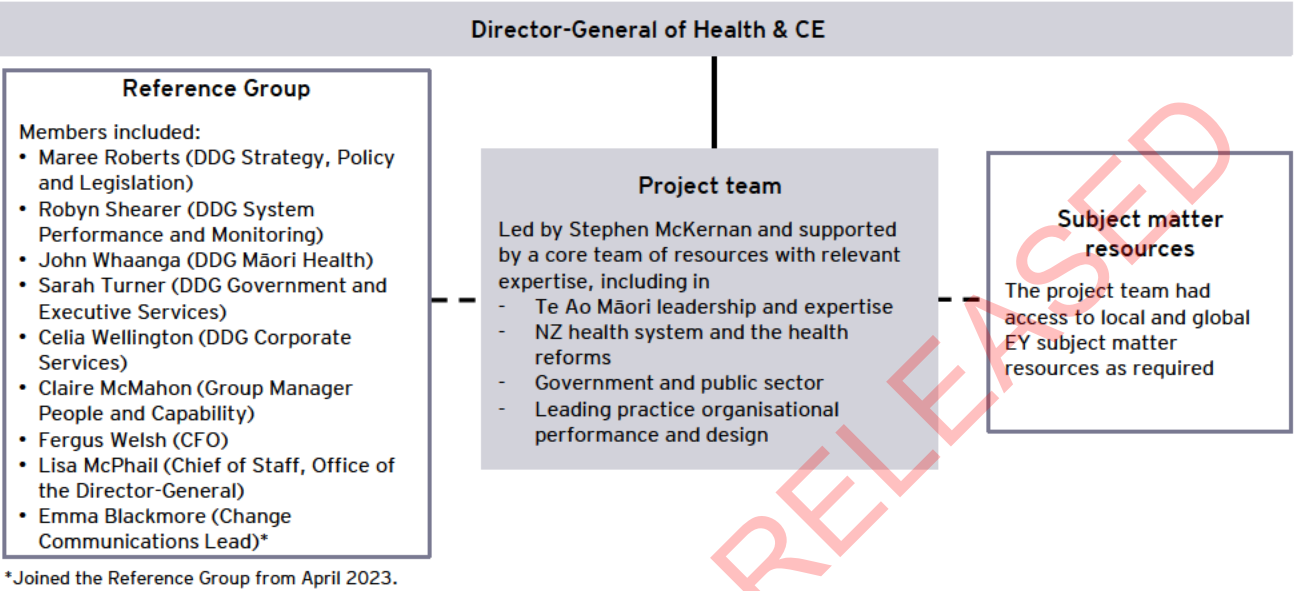 Director-General of Health & CE
Reference Group
Members included:
• Maree Roberts (DDG Strategy, Policy
and Legislation)
• Robyn Shearer (DDG System
Performance and Monitoring)
• John Whaanga (DDG Māori Health)
• Sarah Turner (DDG Government and
Executive Services)
• Celia Wellington (DDG Corporate
Services)
• Claire McMahon (Group Manager
People and Capability)
• Fergus Welsh (CFO)
• Lisa McPhail (Chief of Staff, Office of
the Director-General)
• Emma Blackmore (Change
Communications Lead)*
*Joined the Reference Group from April 2023.
Project team
Led by Stephen McKernan and supported
by a core team of resources with relevant
expertise, including in
- Te Ao Māori leadership and expertise
- NZ health system and the health
reforms
- Government and public sector
- Leading practice organisational
performance and design
Subject matter
resources
The project team had
access to local and global
EY subject matter
resources as required
RELEASED